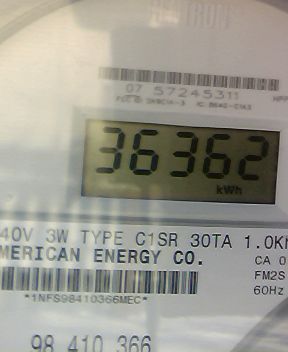 07 57245311
36362
kWh
40V 3W TYPE C1SR 30TA 1.0K
MERICAN ENERGY CO.
CA 0
FM2S
60Hz
*1NFS98410366MEC*
98 410 366